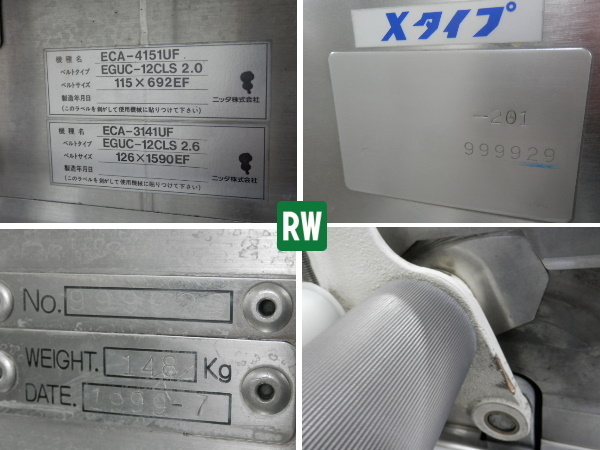 機種名 ECA-4151UF
ベルトタイプ EGUC-12CLS 2.0
ベルトサイズ 115×692EF
製造年月日
ニッタ株式会社
(このラベルを剥がして使用機械に貼りつけて下さい)
機種名 ECA-3141UF
ベルトタイプ EGUC-12CLS 2.6
ベルトサイズ 126×1590EF
製造年月日
ニッタ株式会社
(このラベルを剥がして使用機械に貼りつけて下さい)
Xタイプ
-201
999929
RW
No.
WEIGHT. 148 Kg
DATE. 1999-7